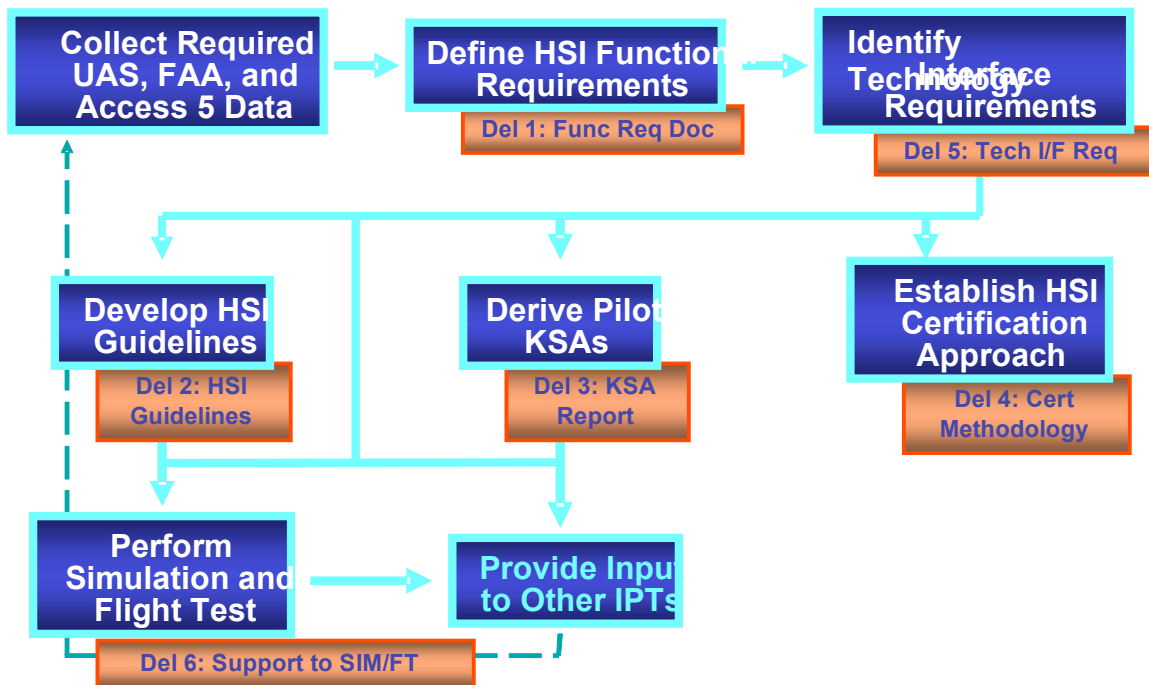 Collect Required
UAS, FAA, and
Access 5 Data
Define HSI Function
Requirements
Del 1: Func Req Doc
Identify
Technology
Interface
Requirements
Del 5: Tech I/F Req
Develop HSI
Guidelines
Del 2: HSI
Guidelines
Derive Pilot
KSAs
Del 3: KSA
Report
Establish HSI
Certification
Approach
Del 4: Cert
Methodology
Perform
Simulation and
Flight Test
Provide Input
to Other IPTs
Del 6: Support to SIM/FT